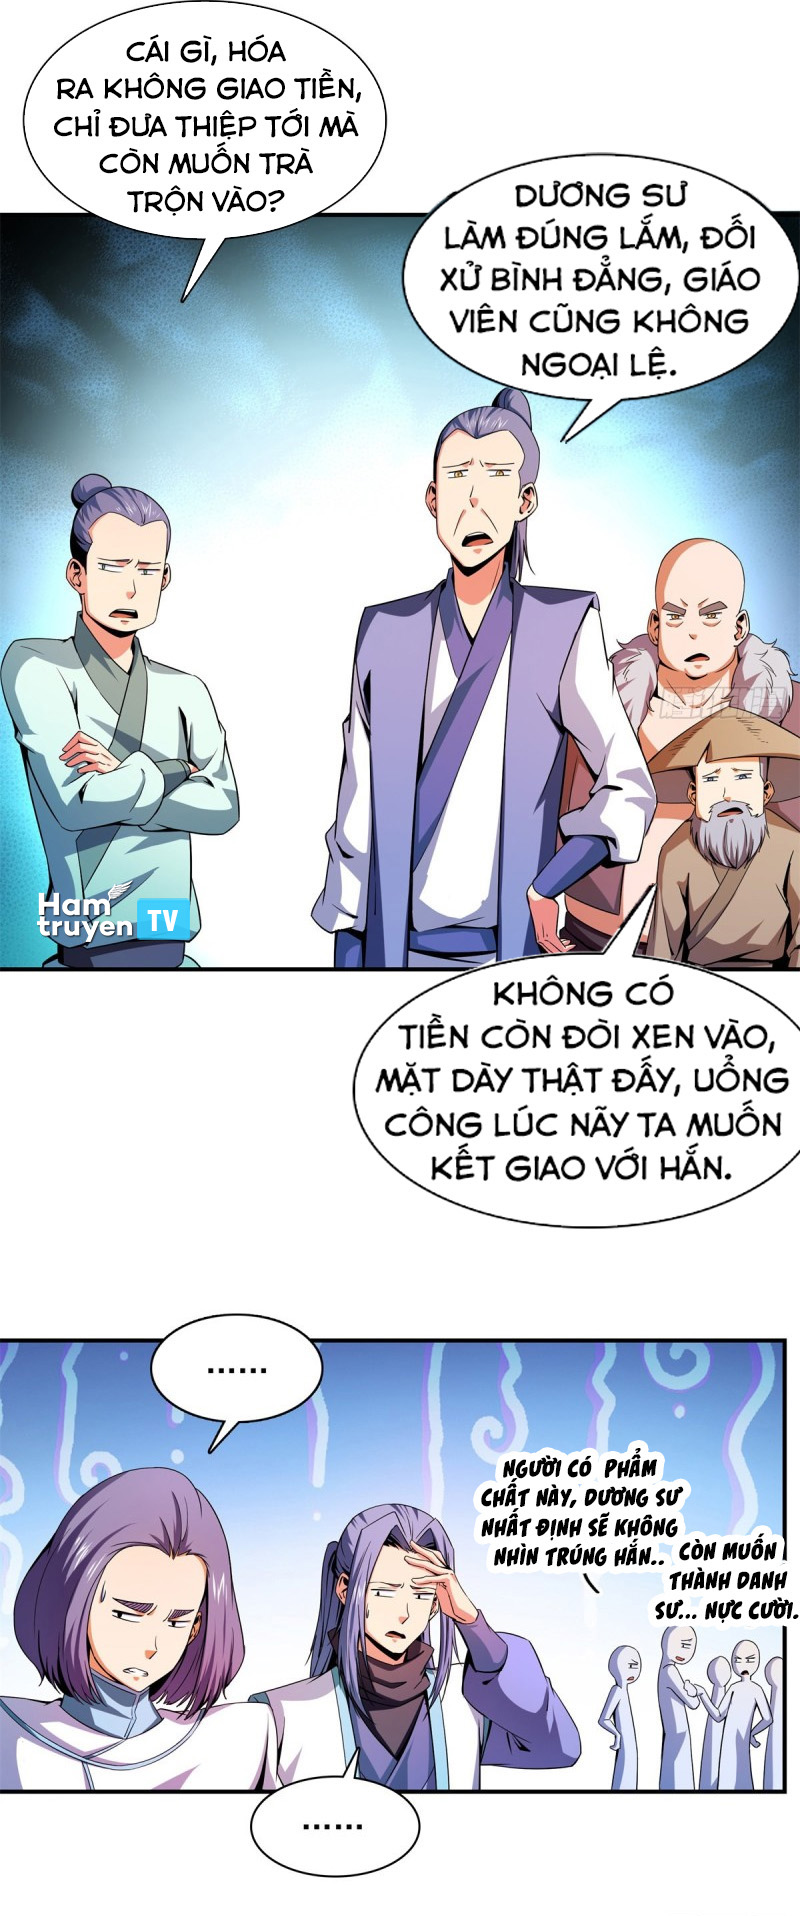 CÁI GÌ, HÓA
RA KHÔNG GIAO TIỀN,
CHỈ ĐƯA THIỆP TỚI MÀ
CÒN MUỐN TRÀ
TRỘN VÀO?
DƯƠNG SƯ
LÀM ĐÚNG LẮM, ĐỐI
XỬ BÌNH ĐẲNG, GIÁO
VIÊN CŨNG KHÔNG
NGOẠI LỆ.
Ham
truyen TV
KHÔNG CÓ
TIỀN CÒN ĐÒI XEN VÀO,
MẶT DÀY THẬT ĐẤY, UỔNG
CÔNG LÚC NÃY TA MUỐN
KẾT GIAO VỚI HẮN.
......
NGƯỜI CÓ PHẨM
CHẤT NÀY, DƯƠNG SƯ
NHẤT ĐỊNH SẼ KHÔNG
NHÌN TRÚNG HẮN..
CÒN MUỐN
THÀNH DANH
SƯ... NỰC CƯỜI.
......